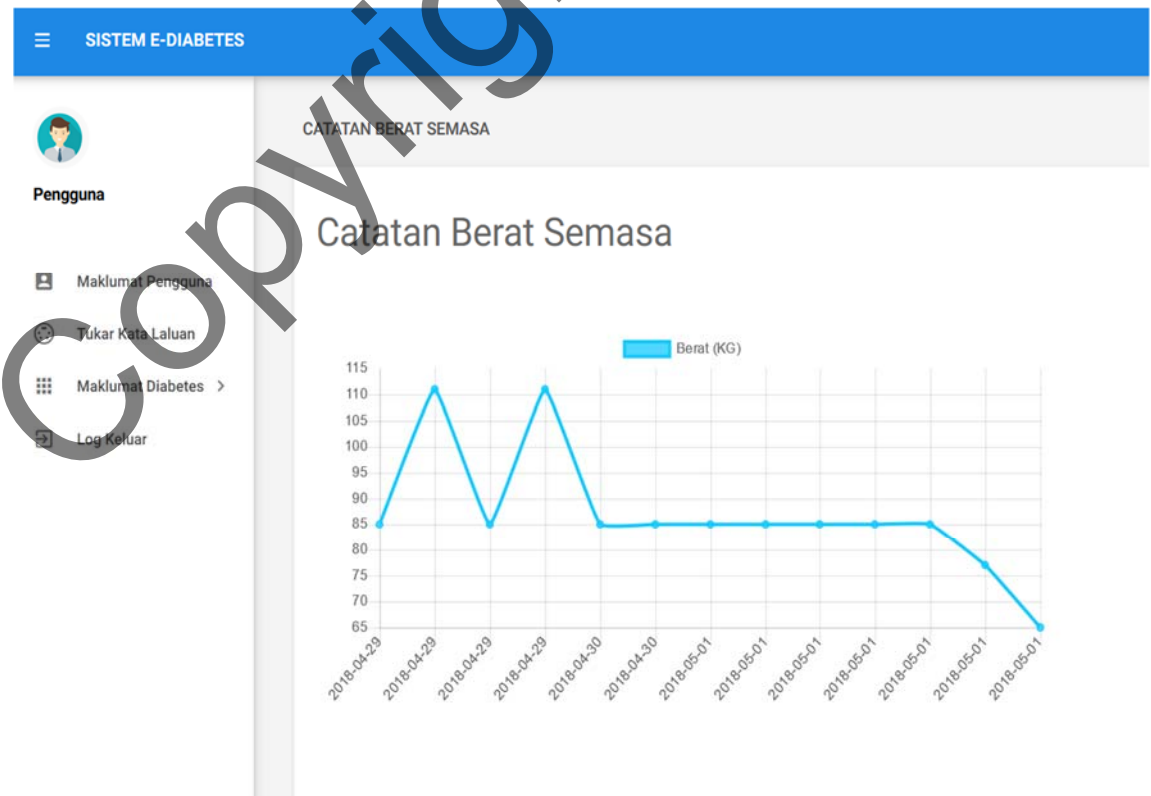 SISTEM E-DIABETES
Pengguna
Maklumat Pengguna
Tukar Kata Laluan
Maklumat Diabetes >
Log Keluar
CATATAN BERAT SEMASA
Catatan Berat Semasa
Berat (KG)
115
110
105
100
95
90
85
80
75
70
65
2018-04-29
2018-04-29
2018-04-29
2018-04-29
2018-04-30
2018-04-30
2018-05-01
2018-05-01
2018-05-01
2018-05-01
2018-05-01
2018-05-01
2018-05-01
Copyrig